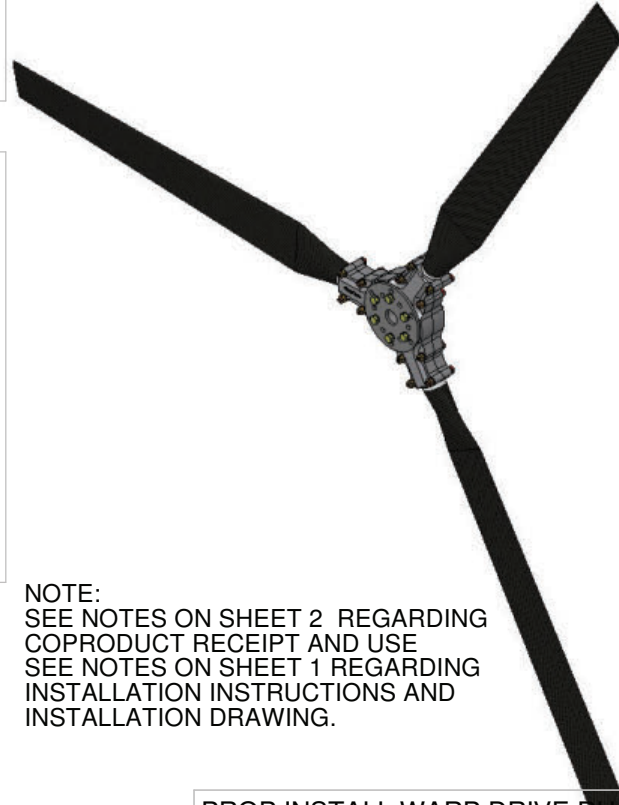 NOTE:
SEE NOTES ON SHEET 2 REGARDING
COPRODUCT RECEIPT AND USE
SEE NOTES ON SHEET 1 REGARDING
INSTALLATION INSTRUCTIONS AND
INSTALLATION DRAWING.
PROP INSTALL WARP DRIVE